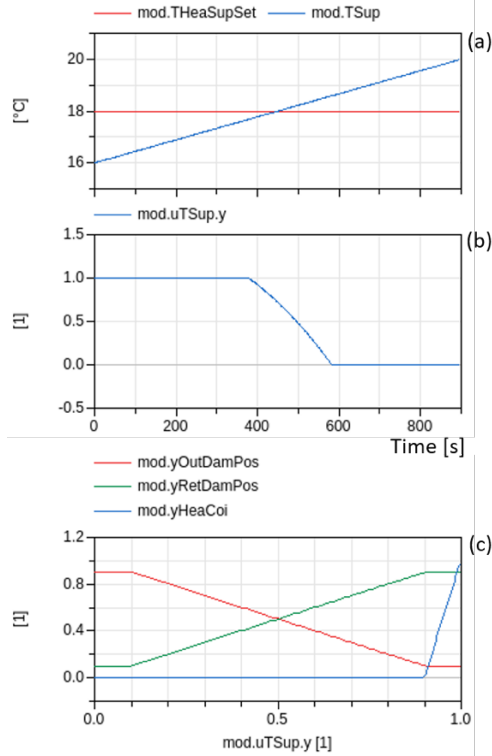 mod.THeaSupSet mod.TSup
(a)
20
[°C]
18
16
mod.uTSup.y
1.5
(b)
1.0
[1]
0.5
0.0
-0.5
0 200 400 600 800
Time [s]
mod.yOutDamPos
mod.yRetDamPos
mod.yHeaCoi
(c)
1.2
0.8
[1]
0.4
0.0
0.0 0.5 1.0
mod.uTSup.y [1]